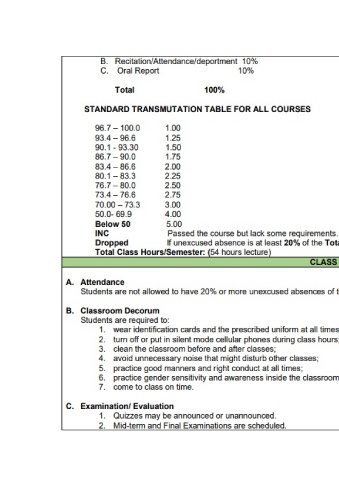 B. Recitation/Attendance/deportment 10%
C. Oral Report 10%
Total 100%
STANDARD TRANSMUTATION TABLE FOR ALL COURSES
96.7 – 100.0 1.00
93.4 – 96.6 1.25
90.1 - 93.30 1.50
86.7 – 90.0 1.75
83.4 – 86.6 2.00
80.1 – 83.3 2.25
76.7 – 80.0 2.50
73.4 – 76.6 2.75
70.00 – 73.3 3.00
50.0- 69.9 4.00
Below 50 5.00
INC Passed the course but lack some requirements.
Dropped If unexcused absence is at least 20% of the Tota
Total Class Hours/Semester: (54 hours lecture)
CLASS
A. Attendance
Students are not allowed to have 20% or more unexcused absences of t
B. Classroom Decorum
Students are required to:
1. wear identification cards and the prescribed uniform at all times
2. turn off or put in silent mode cellular phones during class hours
3. clean the classroom before and after classes;
4. avoid unnecessary noise that might disturb other classes;
5. practice good manners and right conduct at all times;
6. practice gender sensitivity and awareness inside the classroom
7. come to class on time.
C. Examination/ Evaluation
1. Quizzes may be announced or unannounced.
2. Mid-term and Final Examinations are scheduled.